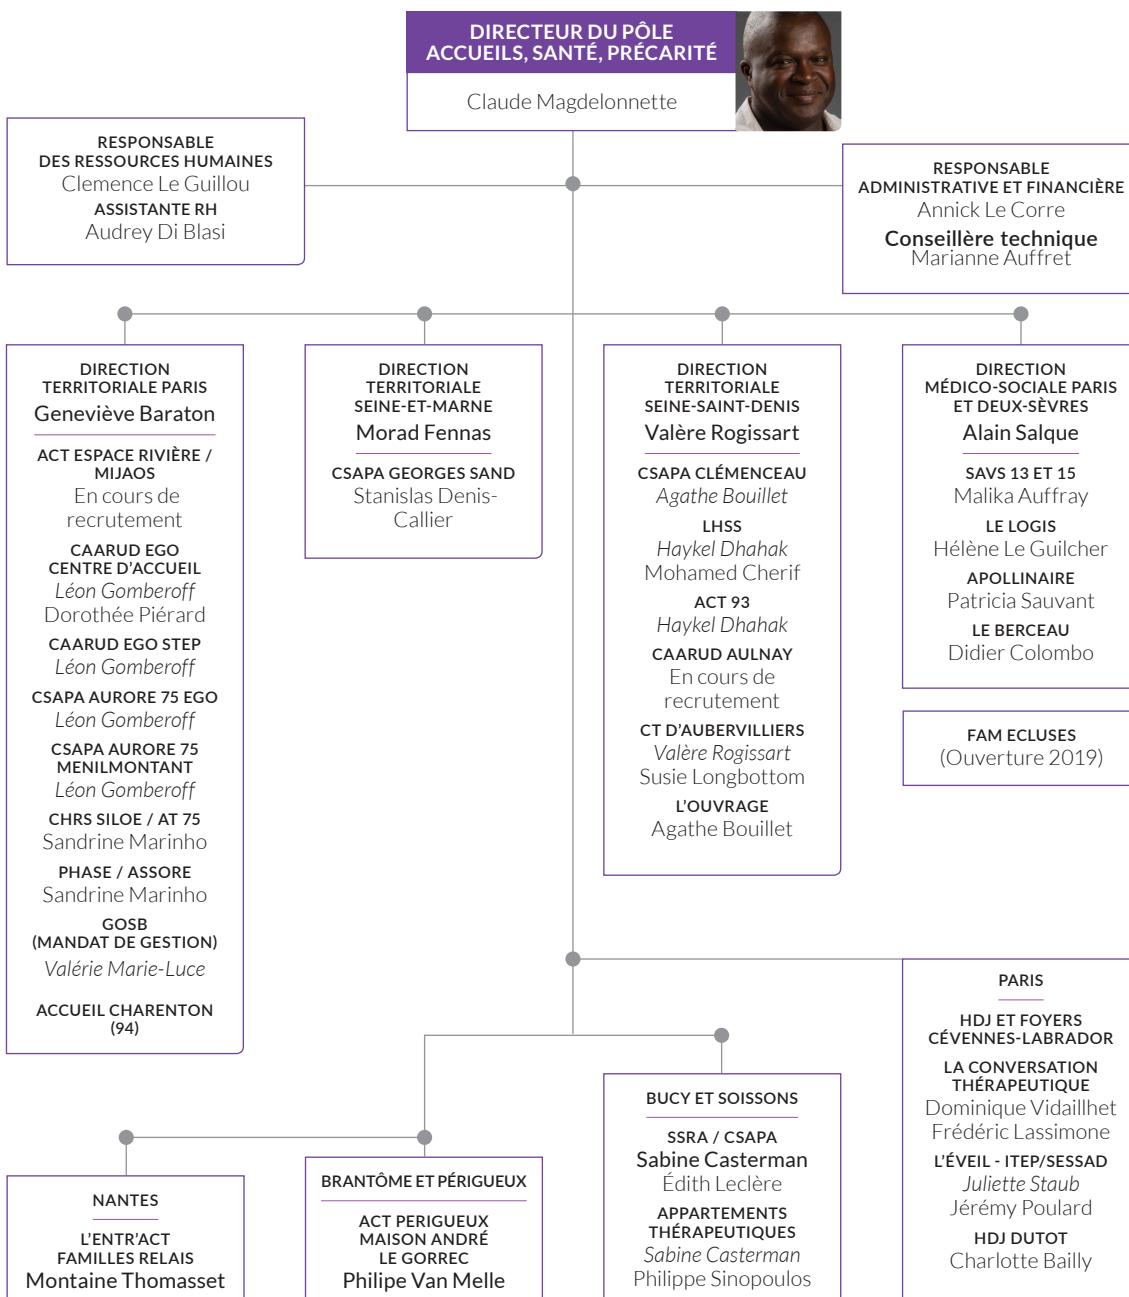 DIRECTEUR DU PÔLE
ACCUEILS, SANTÉ, PRÉCARITÉ
Claude Magdelonnette
RESPONSABLE
DES RESSOURCES HUMAINES
Clemence Le Guillou
ASSISTANTE RH
Audrey Di Blasi
RESPONSABLE
ADMINISTRATIVE ET FINANCIÈRE
Annick Le Corre
Conseillère technique
Marianne Auffret
DIRECTION
TERRITORIALE PARIS
Geneviève Baraton
ACT ESPACE RIVIÈRE /
MIJAOS
En cours de
recrutement
CAARUD EGO
CENTRE D'ACCUEIL
Léon Gomberoff
Dorothée Piérard
CAARUD EGO STEP
Léon Gomberoff
CSAPA AURORE 75 EGO
Léon Gomberoff
CSAPA AURORE 75
MENILMONTANT
Léon Gomberoff
CHRS SILOE / AT 75
Sandrine Marinho
PHASE / ASSORE
Sandrine Marinho
GOSB
(MANDAT DE GESTION)
Valérie Marie-Luce
ACCUEIL CHARENTON
(94)
DIRECTION
TERRITORIALE
SEINE-ET-MARNE
Morad Fennas
CSAPA GEORGES SAND
Stanislas Denis-
Callier
DIRECTION
TERRITORIALE
SEINE-SAINT-DENIS
Valère Rogissart
CSAPA CLÉMENCEAU
Agathe Bouillet
LHSS
Haykel Dhahak
Mohamed Cherif
ACT 93
Haykel Dhahak
CAARUD AULNAY
En cours de
recrutement
CT D'AUBERVILLIERS
Valère Rogissart
Susie Longbottom
L'OUVRAGE
Agathe Bouillet
DIRECTION
MÉDICO-SOCIALE PARIS
ET DEUX-SÈVRES
Alain Salque
SAVS 13 ET 15
Malika Auffray
LE LOGIS
Hélène Le Guilcher
APOLLINAIRE
Patricia Sauvant
LE BERCEAU
Didier Colombo
FAM ECLUSES
(Ouverture 2019)
NANTES
L'ENTR'ACT
FAMILLES RELAIS
Montaine Thomasset
BRANTÔME ET PÉRIGUEUX
ACT PERIGUEUX
MAISON ANDRÉ
LE GORREC
Philipe Van Melle
BUCY ET SOISSONS
SSRA / CSAPA
Sabine Casterman
Édith Leclère
APPARTEMENTS
THÉRAPEUTIQUES
Sabine Casterman
Philippe Sinopoulos
PARIS
HDJ ET FOYERS
CÉVENNES-LABRADOR
LA CONVERSATION
THÉRAPEUTIQUE
Dominique Vidaillhet
Frédéric Lassimone
L'ÉVEIL - ITEP/SESSAD
Juliette Staub
Jérémy Poulard
HDJ DUTOT
Charlotte Bailly